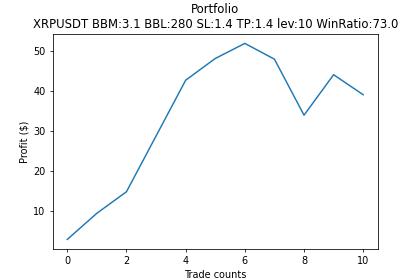 Portfolio
XRPUSDT BBM:3.1 BBL:280 SL:1.4 TP:1.4 lev:10 WinRatio:73.0
50
40
30
20
10
Profit ($)
0 2 4 6 8 10
Trade counts